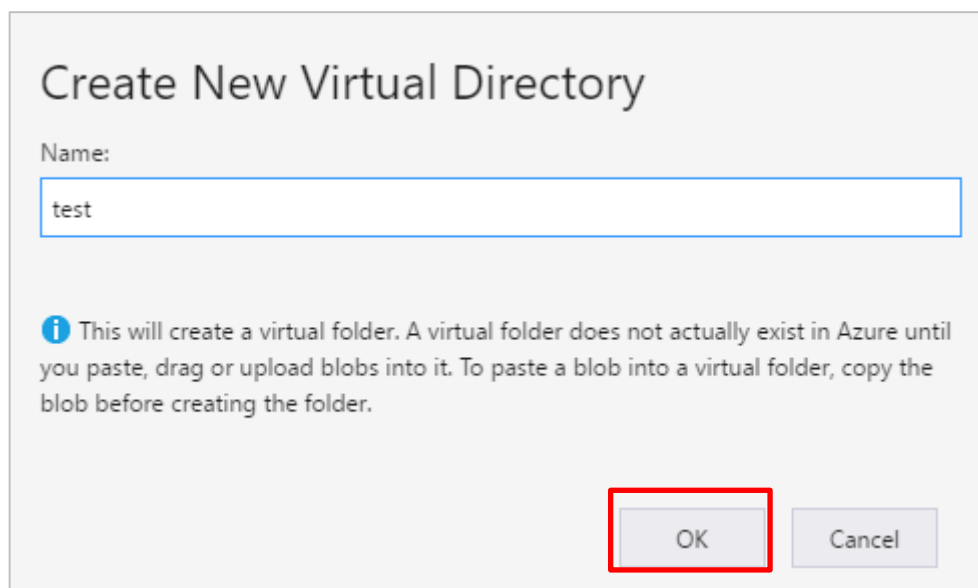 Create New Virtual Directory
Name:
test
This will create a virtual folder. A virtual folder does not actually exist in Azure until
you paste, drag or upload blobs into it. To paste a blob into a virtual folder, copy the
blob before creating the folder.
OK
Cancel